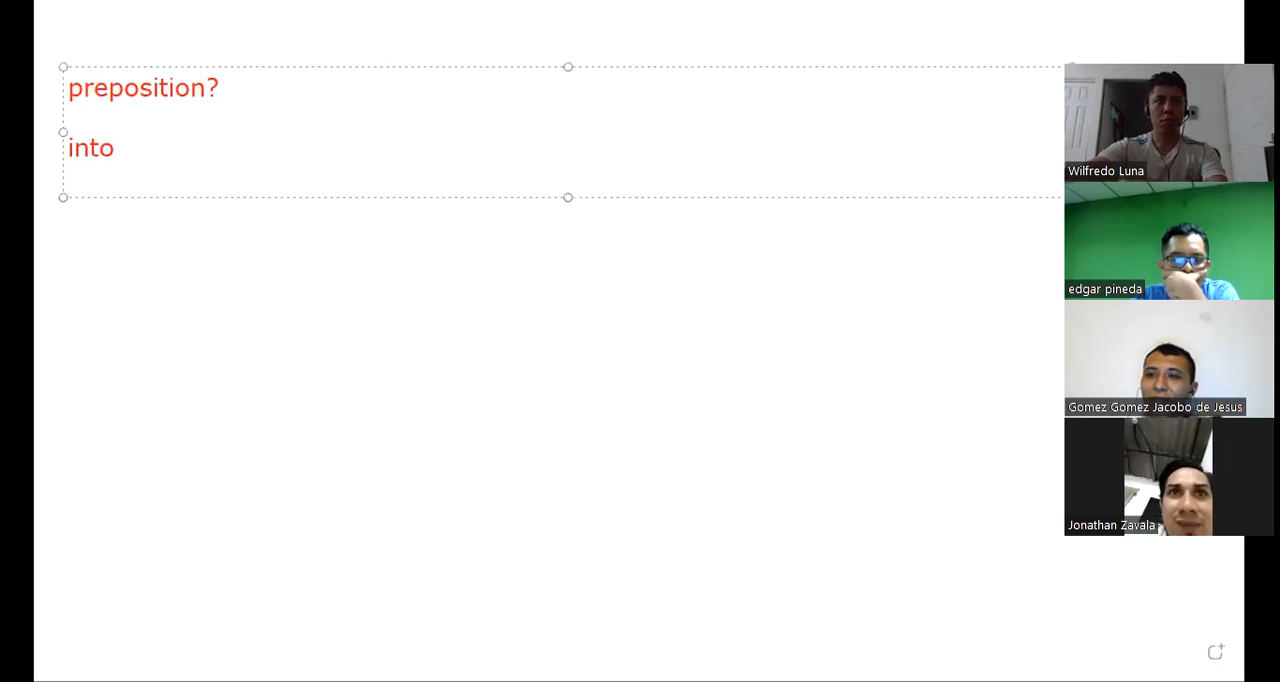 preposition?
into
Wilfredo Luna
edgar pineda
Gomez Gomez Jacobo de Jesus
Jonathan Zavala